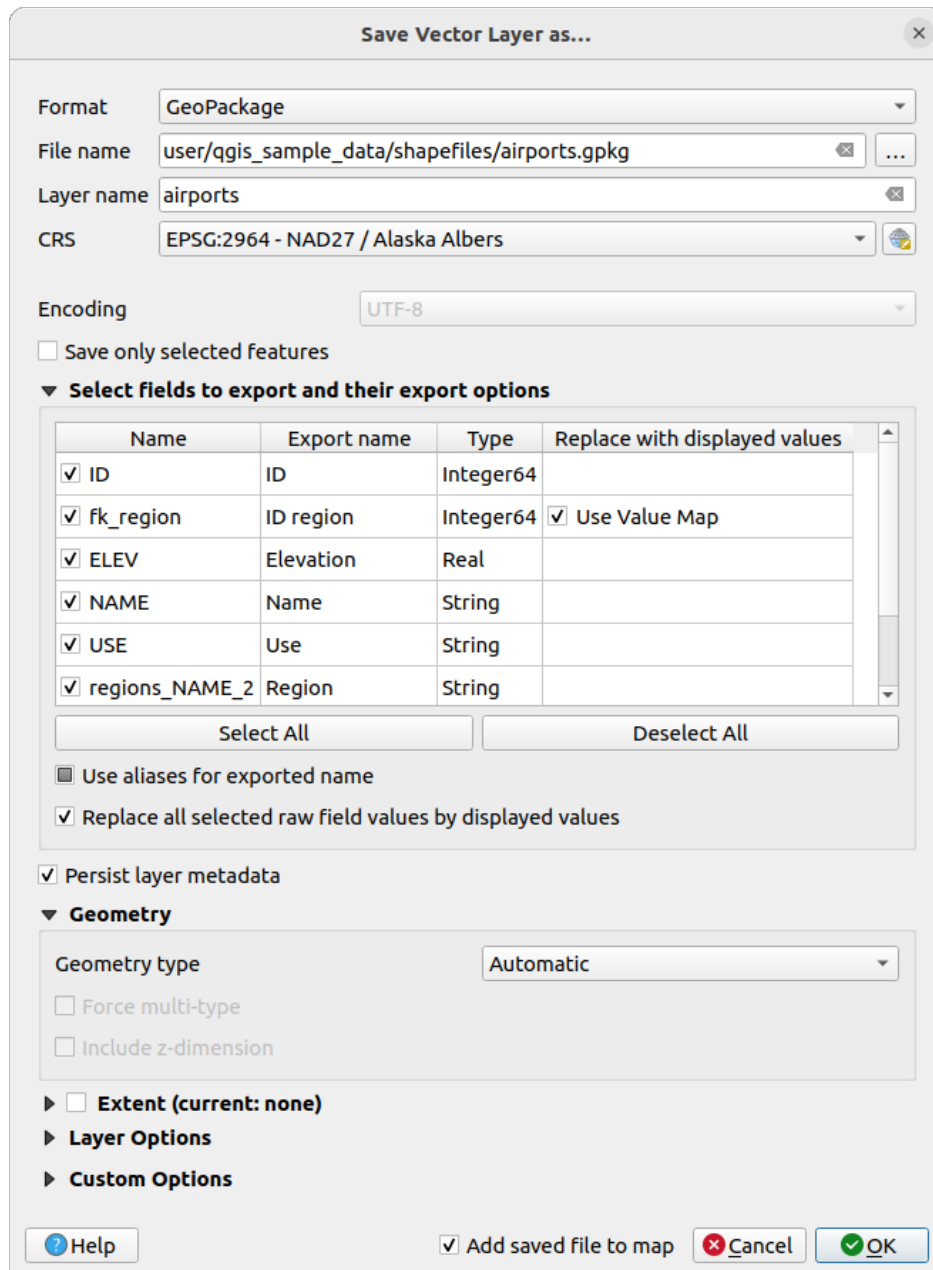 Save Vector Layer as...
Format GeoPackage
File name user/qgis_sample_data/shapefiles/airports.gpkg ...
Layer name airports
CRS EPSG:2964 - NAD27 / Alaska Albers
Encoding UTF-8
Save only selected features
Select fields to export and their export options
Name Export name Type Replace with displayed values
ID ID Integer64
fk_region ID region Integer64 Use Value Map
ELEV Elevation Real
NAME Name String
USE Use String
regions_NAME_2 Region String
Select All Deselect All
Use aliases for exported name
Replace all selected raw field values by displayed values
Persist layer metadata
Geometry
Geometry type Automatic
Force multi-type
Include z-dimension
Extent (current: none)
Layer Options
Custom Options
Help Add saved file to map Cancel OK